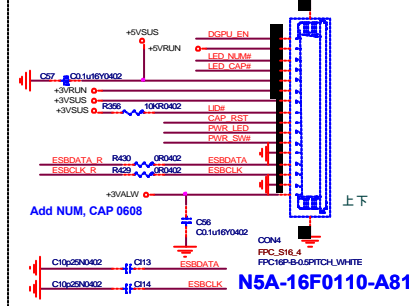 +5VSUS
DGPU_EN
+5VRUN
LED_NUM#
LED_CAP#
C57 C0.1u16Y0402
+3VRUN
+3VSUS
+3VSUS R356 10KR0402 LID#
CAP_RST
PWR_LED
PWR_SW#
ESBDATA_R R430 0R0402 ESBDATA
ESBCLK_R R429 0R0402 ESBCLK
+3VALW
上下
Add NUM, CAP 0608
C56
C0.1u16Y0402
CON4
FPC_S16_4
FPC16P-B-0.5PITCH_WHITE
C10p25N0402 C113 ESBDATA
N5A-16F0110-A81
C10p25N0402 C114 ESBCLK